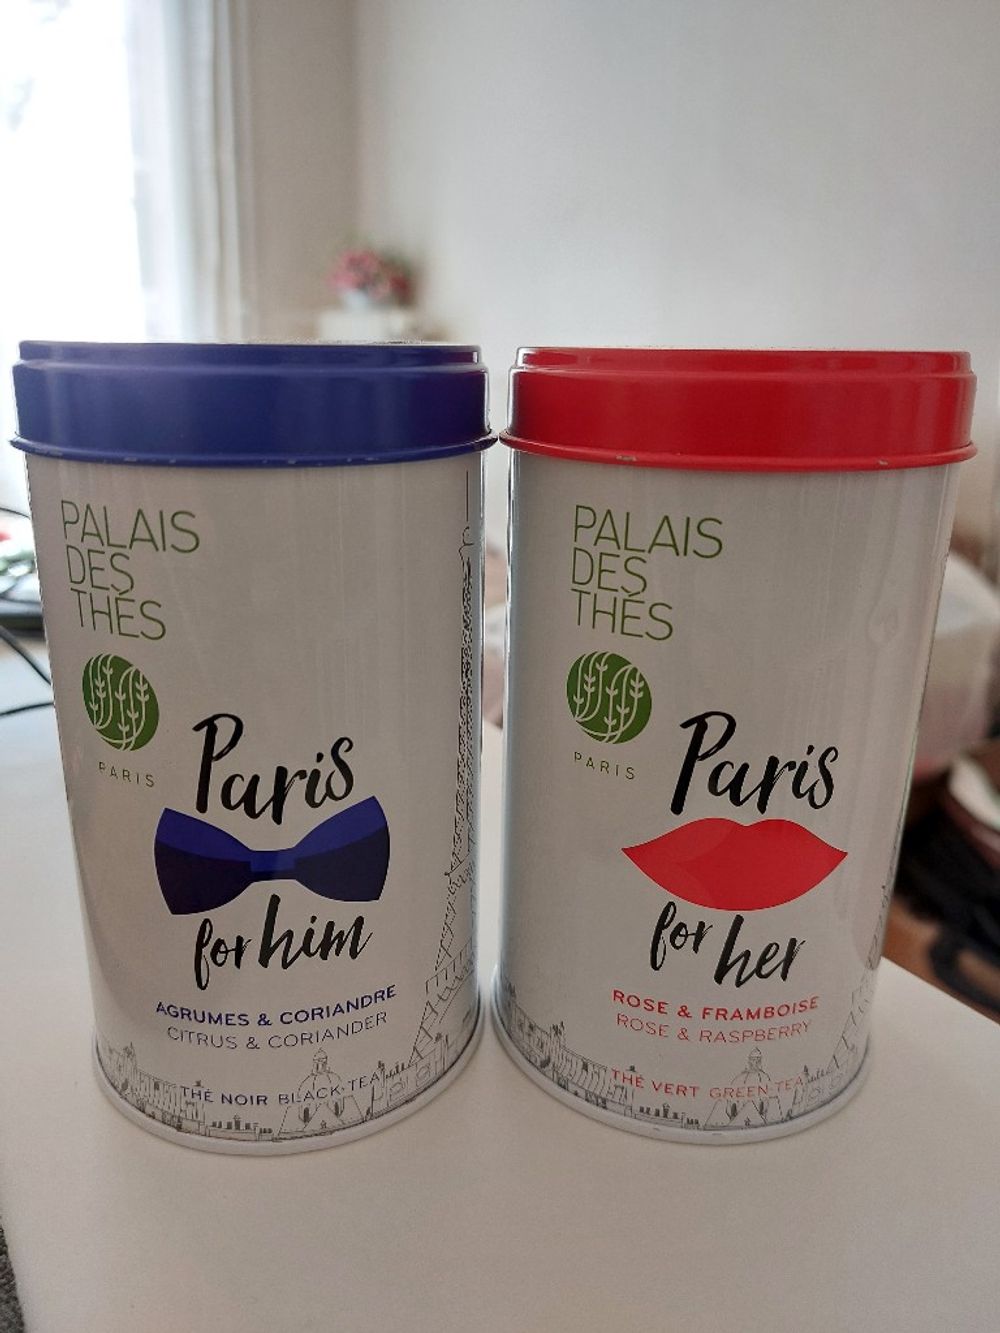 PALAIS
DES
THÉS
PARIS
Paris
for him
AGRUMES & CORIANDRE
CITRUS & CORIANDER
THÉ NOIR BLACK TEA
PALAIS
DES
THÉS
PARIS
Paris
for her
ROSE & FRAMBOISE
ROSE & RASPBERRY
THÉ VERT GREEN TEA